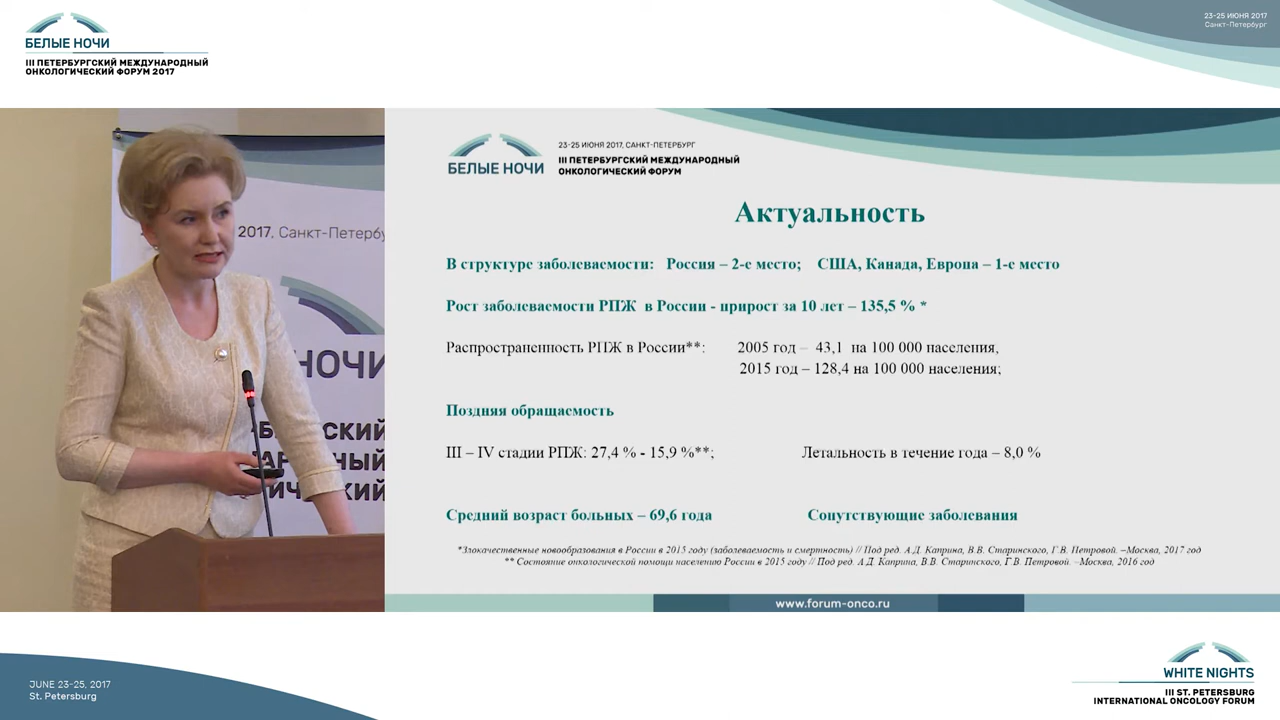 БЕЛЫЕ НОЧИ
III ПЕТЕРБУРГСКИЙ МЕЖДУНАРОДНЫЙ
ОНКОЛОГИЧЕСКИЙ ФОРУМ 2017
23-25 ИЮНЯ 2017
Санкт-Петербург
2017, Санкт-Петербу
НОЧИ
23-25 ИЮНЯ 2017, САНКТ-ПЕТЕРБУРГ
БЕЛЫЕ НОЧИ
III ПЕТЕРБУРГСКИЙ МЕЖДУНАРОДНЫЙ
ОНКОЛОГИЧЕСКИЙ ФОРУМ
Актуальность
В структуре заболеваемости: Россия – 2-е место; США, Канада, Европа – 1-е место
Рост заболеваемости РПЖ в России - прирост за 10 лет – 135,5 % *
Распространенность РПЖ в России**: 2005 год – 43,1 на 100 000 населения,
2015 год – 128,4 на 100 000 населения;
Поздняя обращаемость
III – IV стадии РПЖ: 27,4 % - 15,9 %**; Летальность в течение года – 8,0 %
Средний возраст больных – 69,6 года Сопутствующие заболевания
*Злокачественные новообразования в России в 2015 году (заболеваемость и смертность) // Под ред. А.Д. Каприна, В.В. Старинского, Г.В. Петровой. –Москва, 2017 год
** Состояние онкологической помощи населению России в 2015 году // Под ред. А.Д. Каприна, В.В. Старинского, Г.В. Петровой. –Москва, 2016 год
www.forum-onco.ru
JUNE 23-25, 2017
St. Petersburg
WHITE NIGHTS
III ST. PETERSBURG
INTERNATIONAL ONCOLOGY FORUM